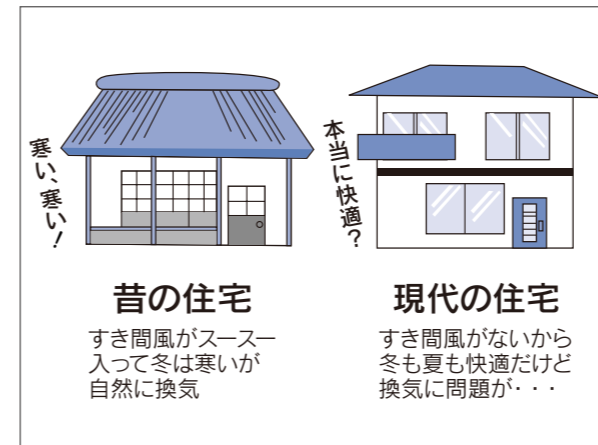 寒い、寒い！
昔の住宅
すき間風がスースー
入って冬は寒いが
自然に換気
本当に快適？
現代の住宅
すき間風がないから
冬も夏も快適だけど
換気に問題が・・・